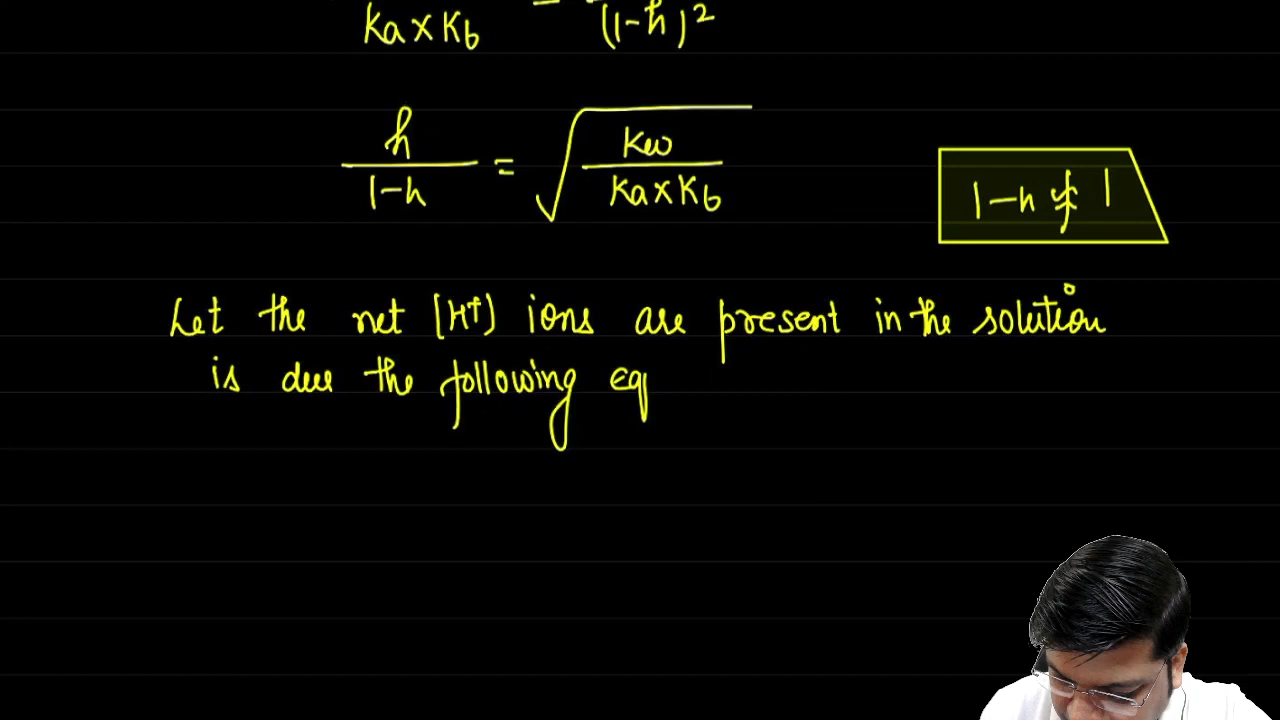 Ka x Kb = (1-h)²
h / 1-h = √ Kw / Ka x Kb
1-h ≠ 1
Let the net [H⁺] ions are present in the solution
is due the following eq